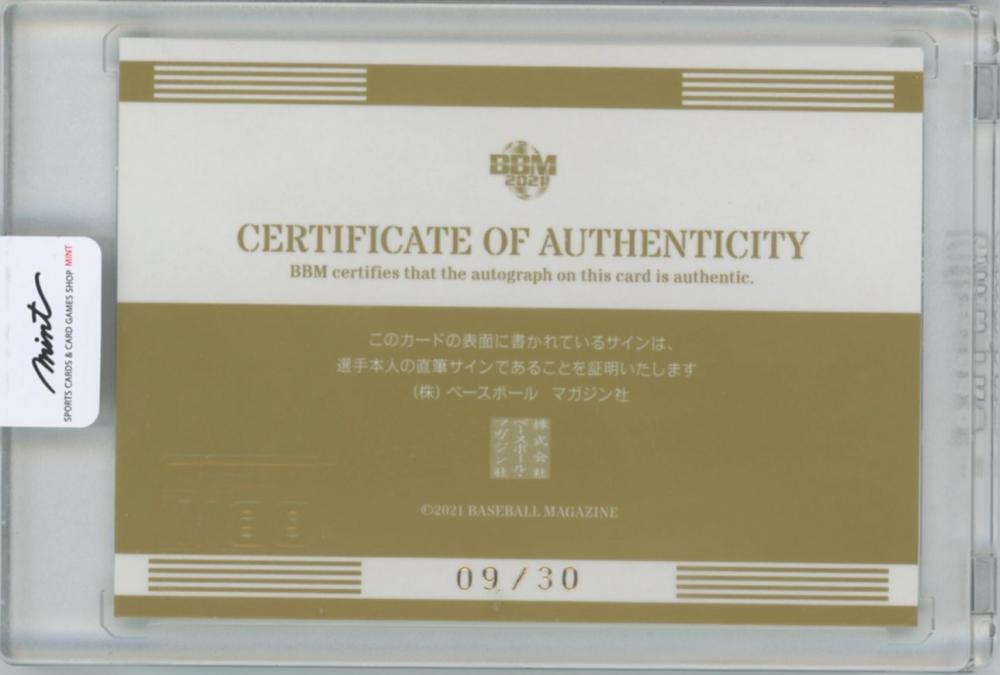 BBM
2021
CERTIFICATE OF AUTHENTICITY
BBM certifies that the autograph on this card is authentic.
このカードの表面に書かれているサインは、
選手本人の直筆サインであることを証明いたします
(株) ベースボール マガジン社
株式会社
ベースボール・
マガジン社
©2021 BASEBALL MAGAZINE
09/30
mint
SPORTS CARDS & CARD GAMES SHOP MINT